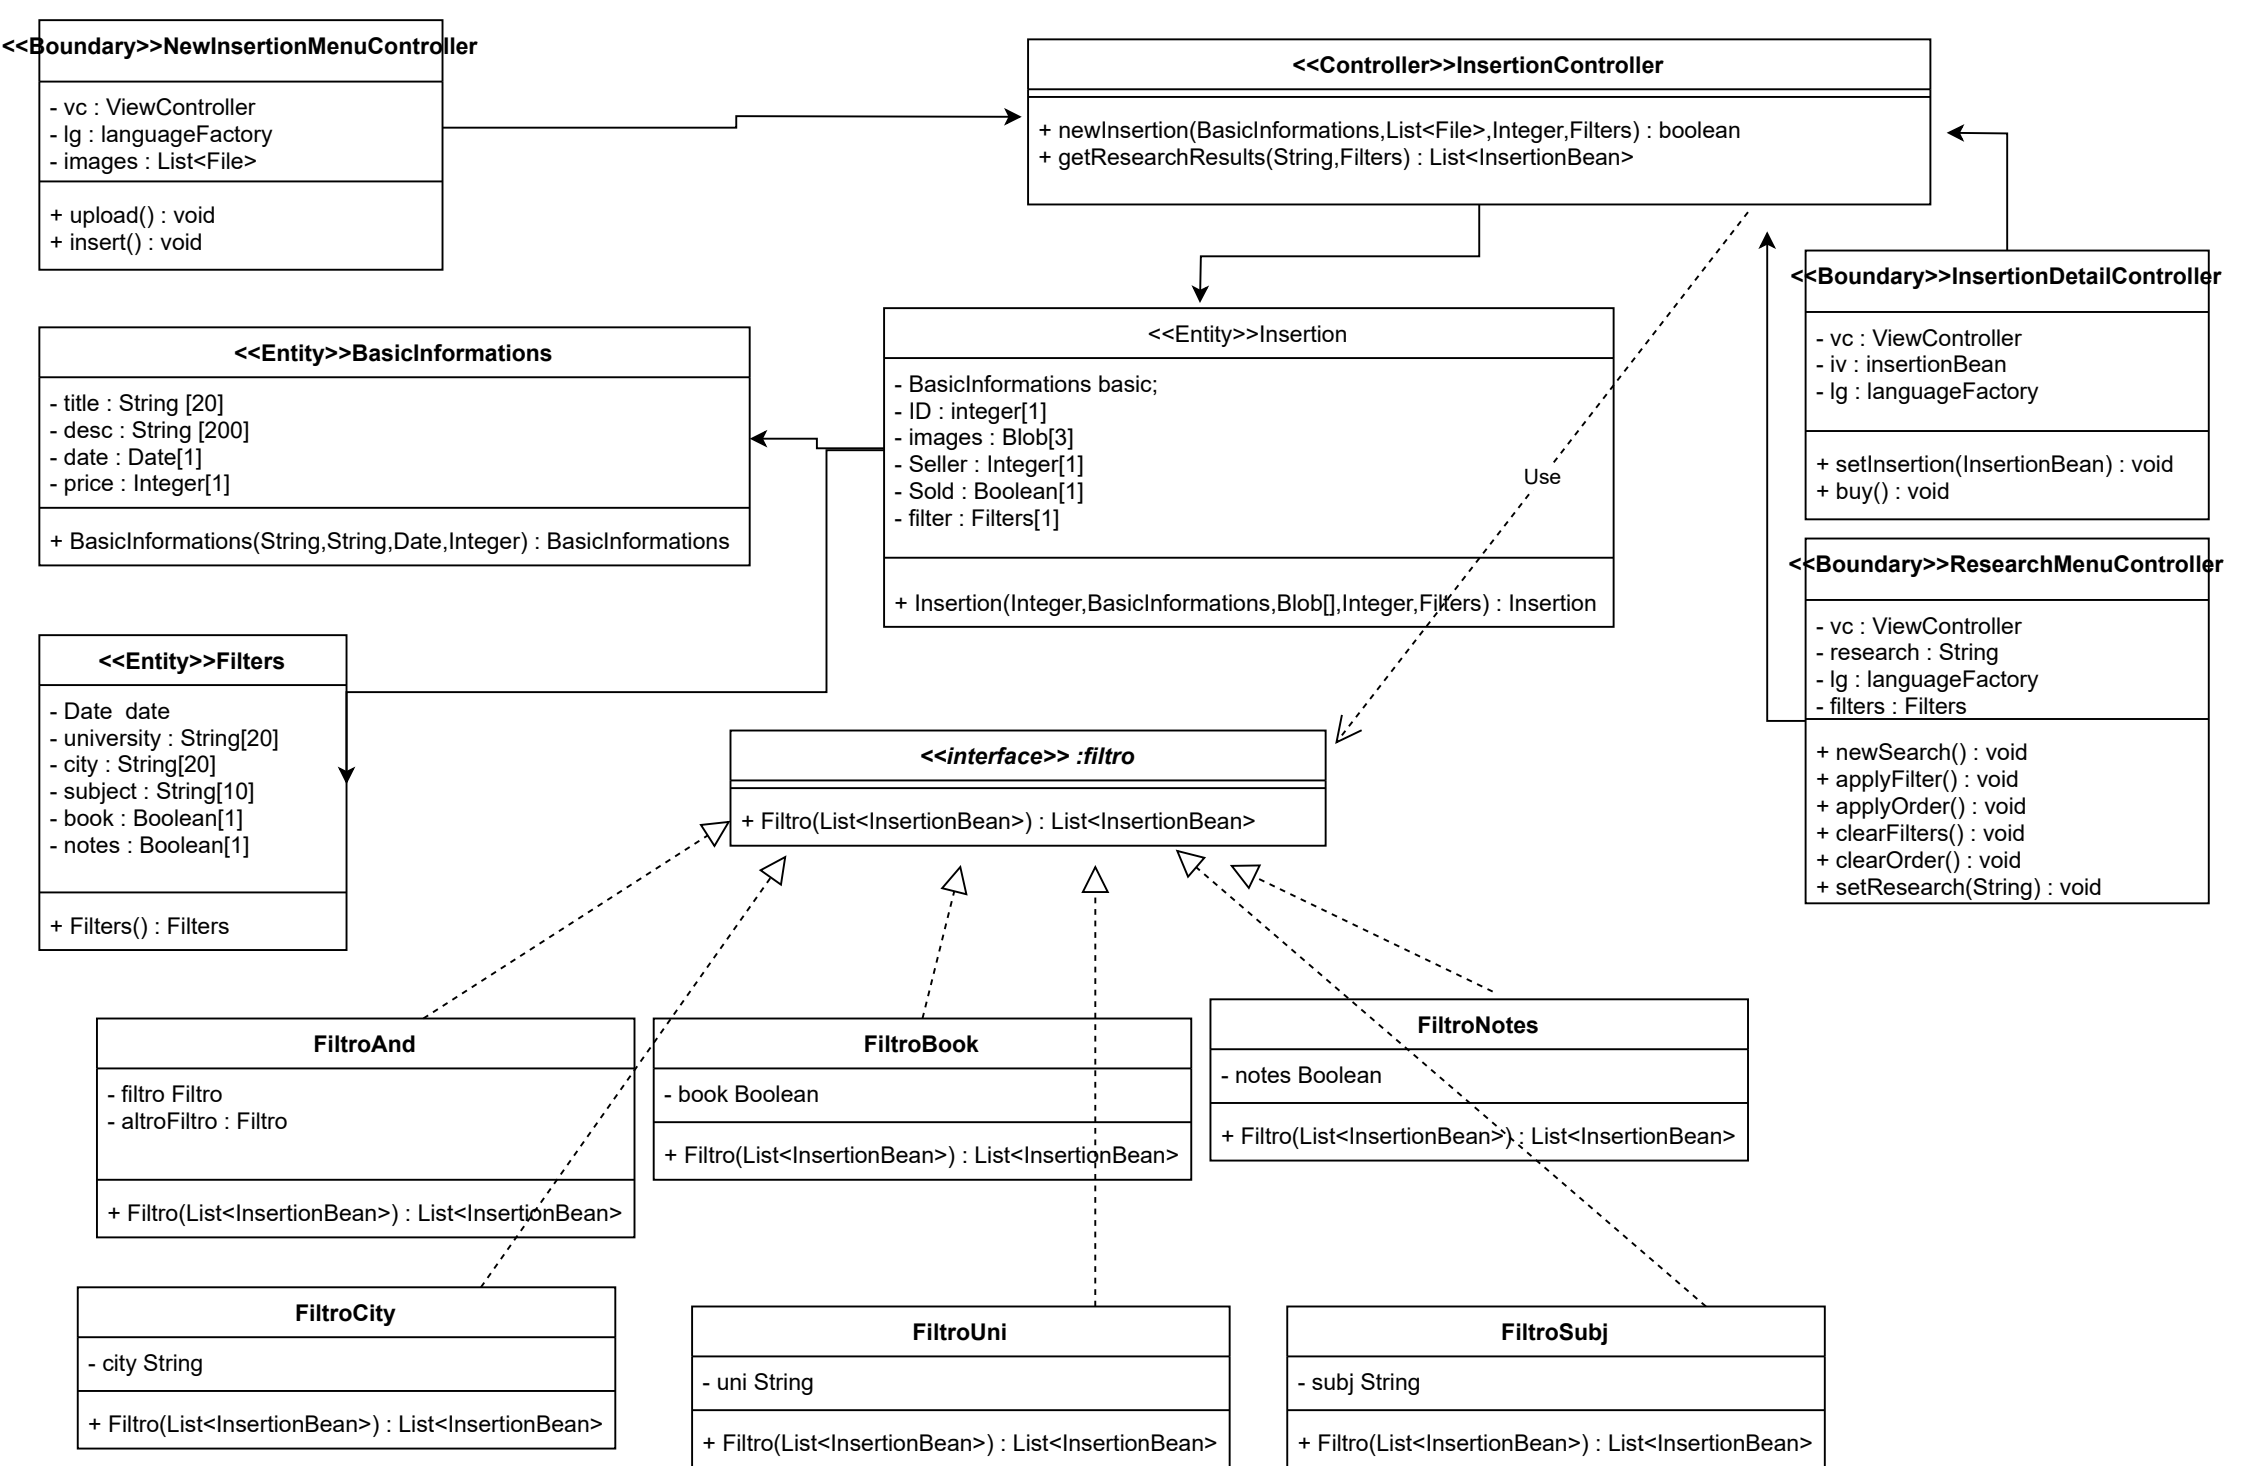 <<Boundary>>NewInsertionMenuController
- vc : ViewController
- lg : languageFactory
- images : List<File>
+ upload() : void
+ insert() : void
<<Controller>>InsertionController
+ newInsertion(BasicInformations,List<File>,Integer,Filters) : boolean
+ getResearchResults(String,Filters) : List<InsertionBean>
<<Boundary>>InsertionDetailController
- vc : ViewController
- iv : insertionBean
- lg : languageFactory
+ setInsertion(InsertionBean) : void
+ buy() : void
<<Entity>>BasicInformations
- title : String [20]
- desc : String [200]
- date : Date[1]
- price : Integer[1]
+ BasicInformations(String,String,Date,Integer) : BasicInformations
<<Entity>>Insertion
- BasicInformations basic;
- ID : integer[1]
- images : Blob[3]
- Seller : Integer[1]
- Sold : Boolean[1]
- filter : Filters[1]
+ Insertion(Integer,BasicInformations,Blob[],Integer,Filters) : Insertion
Use
<<Boundary>>ResearchMenuController
- vc : ViewController
- research : String
- lg : languageFactory
- filters : Filters
+ newSearch() : void
+ applyFilter() : void
+ applyOrder() : void
+ clearFilters() : void
+ clearOrder() : void
+ setResearch(String) : void
<<Entity>>Filters
- Date  date
- university : String[20]
- city : String[20]
- subject : String[10]
- book : Boolean[1]
- notes : Boolean[1]
+ Filters() : Filters
<<interface>> :filtro
+ Filtro(List<InsertionBean>) : List<InsertionBean>
FiltroAnd
- filtro Filtro
- altroFiltro : Filtro
+ Filtro(List<InsertionBean>) : List<InsertionBean>
FiltroBook
- book Boolean
+ Filtro(List<InsertionBean>) : List<InsertionBean>
FiltroNotes
- notes Boolean
+ Filtro(List<InsertionBean>) : List<InsertionBean>
FiltroCity
- city String
+ Filtro(List<InsertionBean>) : List<InsertionBean>
FiltroUni
- uni String
+ Filtro(List<InsertionBean>) : List<InsertionBean>
FiltroSubj
- subj String
+ Filtro(List<InsertionBean>) : List<InsertionBean>